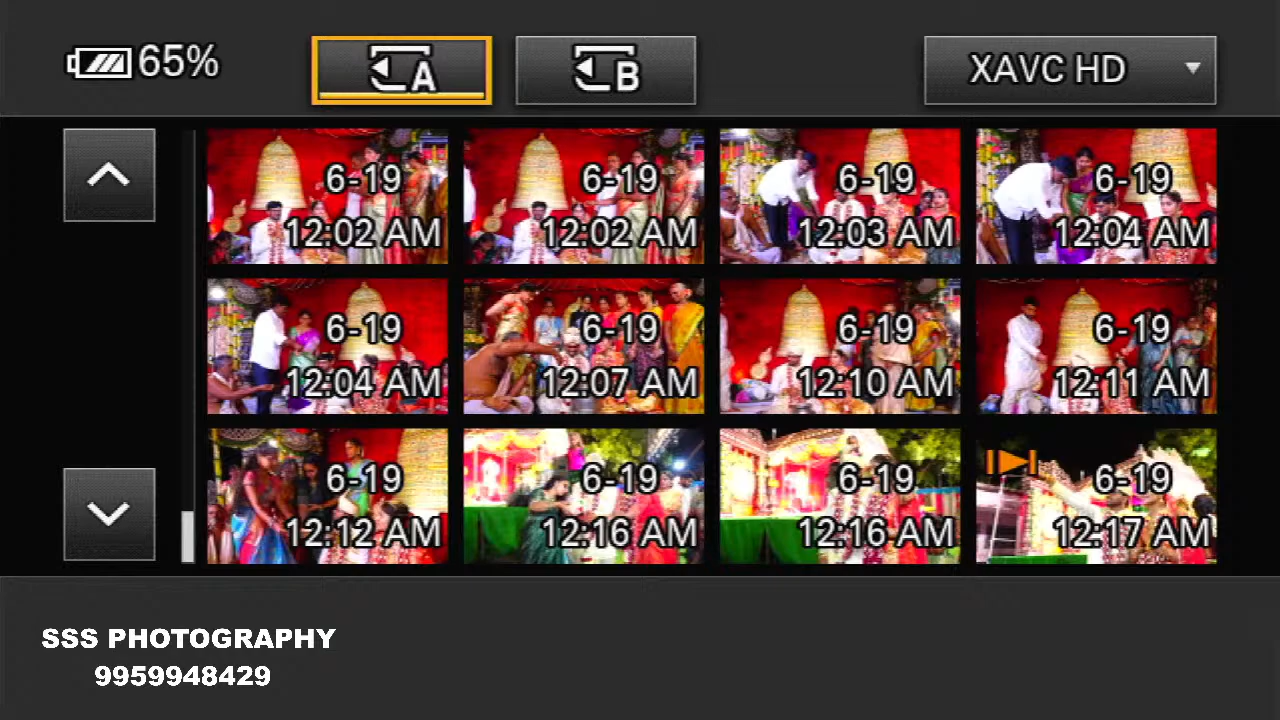 65%
A
B
XAVC HD
6-19
12:02 AM
6-19
12:02 AM
6-19
12:03 AM
6-19
12:04 AM
6-19
12:04 AM
6-19
12:07 AM
6-19
12:10 AM
6-19
12:11 AM
6-19
12:12 AM
6-19
12:16 AM
6-19
12:16 AM
6-19
12:17 AM
SSS PHOTOGRAPHY
9959948429